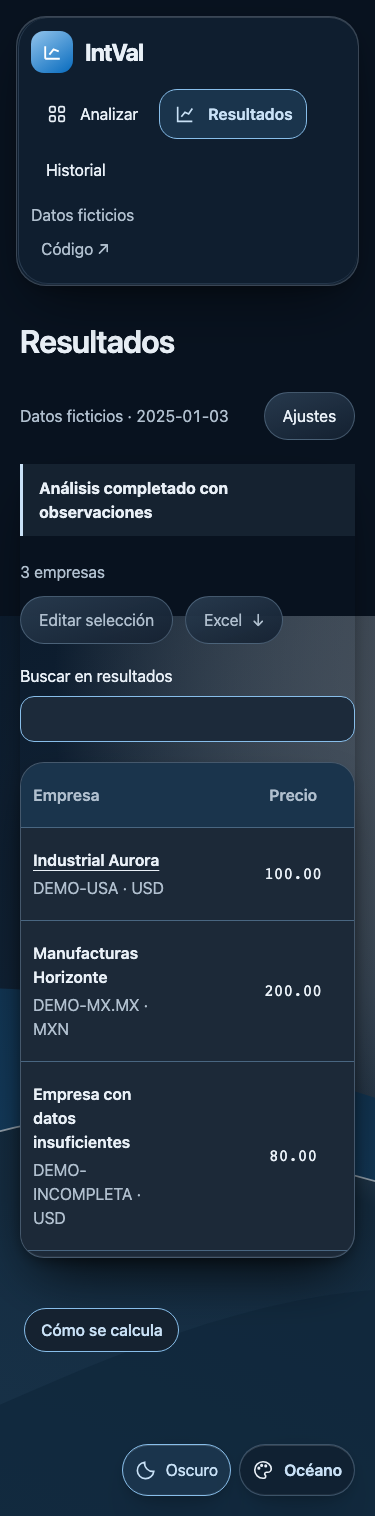 IntVal
Analizar
Resultados
Historial
Datos ficticios
Código ↗
Resultados
Datos ficticios · 2025-01-03
Ajustes
Análisis completado con
observaciones
3 empresas
Editar selección
Excel ↓
Buscar en resultados
Empresa Precio
Industrial Aurora
DEMO-USA · USD
100.00
Manufacturas
Horizonte
DEMO-MX.MX ·
MXN
200.00
Empresa con
datos
insuficientes
DEMO-
INCOMPLETA ·
USD
80.00
Cómo se calcula
Oscuro
Océano